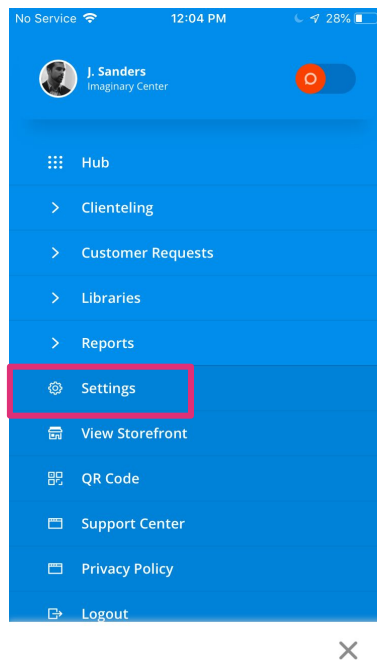 No Service 12:04 PM 28%
J. Sanders
Imaginary Center
Hub
Clienteling
Customer Requests
Libraries
Reports
Settings
View Storefront
QR Code
Support Center
Privacy Policy
Logout